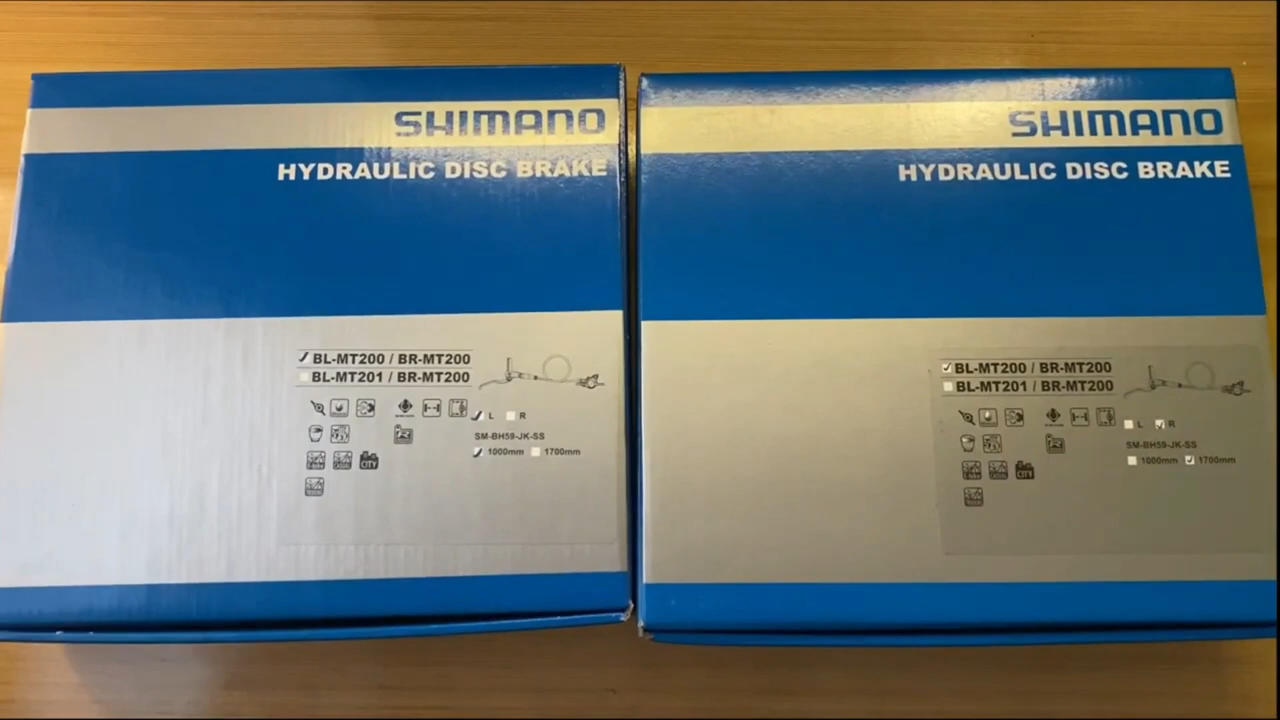 SHIMANO
HYDRAULIC DISC BRAKE
BL-MT200 / BR-MT200
BL-MT201 / BR-MT200
L R
SM-BH59-JK-SS
1000mm 1700mm
CITY
SHIMANO
HYDRAULIC DISC BRAKE
BL-MT200 / BR-MT200
BL-MT201 / BR-MT200
L R
SM-BH59-JK-SS
1000mm 1700mm
CITY